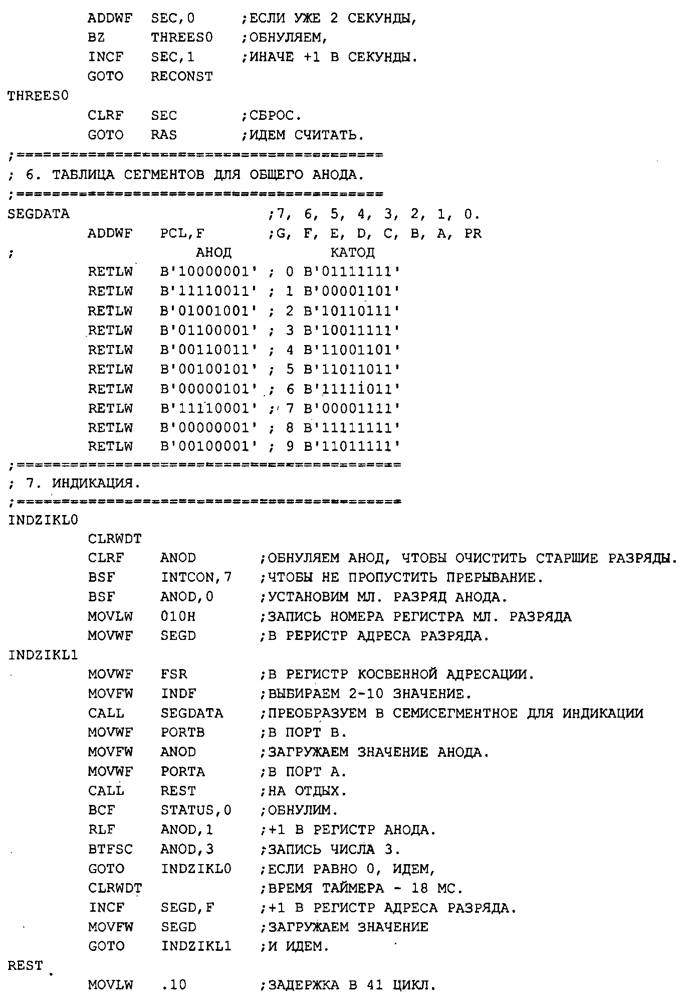 ADDWF SEC,0 ;ЕСЛИ УЖЕ 2 СЕКУНДЫ,
BZ THREES0 ;ОБНУЛЯЕМ,
INCF SEC,1 ;ИНАЧЕ +1 В СЕКУНДЫ.
GOTO RECONST
THREES0
CLRF SEC ;СБРОС.
GOTO RAS ;ИДЕМ СЧИТАТЬ.
;=========================================
; 6. ТАБЛИЦА СЕГМЕНТОВ ДЛЯ ОБЩЕГО АНОДА.
;=========================================
SEGDATA ;7, 6, 5, 4, 3, 2, 1, 0.
ADDWF PCL,F ;G, F, E, D, C, B, A, PR
; АНОД КАТОД
RETLW B'10000001' ; 0 B'01111111'
RETLW B'11110011' ; 1 B'00001101'
RETLW B'01001001' ; 2 B'10110111'
RETLW B'01100001' ; 3 B'10011111'
RETLW B'00110011' ; 4 B'11001101'
RETLW B'00100101' ; 5 B'11011011'
RETLW B'00000101' ; 6 B'11111011'
RETLW B'11110001' ; 7 B'00001111'
RETLW B'00000001' ; 8 B'11111111'
RETLW B'00100001' ; 9 B'11011111'
;===========================================
; 7. ИНДИКАЦИЯ.
;===========================================
INDZIKL0
CLRWDT
CLRF ANOD ;ОБНУЛЯЕМ АНОД, ЧТОБЫ ОЧИСТИТЬ СТАРШИЕ РАЗРЯДЫ.
BSF INTCON,7 ;ЧТОБЫ НЕ ПРОПУСТИТЬ ПРЕРЫВАНИЕ.
BSF ANOD,0 ;УСТАНОВИМ МЛ. РАЗРЯД АНОДА.
MOVLW 010H ;ЗАПИСЬ НОМЕРА РЕГИСТРА МЛ. РАЗРЯДА
MOVWF SEGD ;В РЕРИСТР АДРЕСА РАЗРЯДА.
INDZIKL1
MOVWF FSR ;В РЕГИСТР КОСВЕННОЙ АДРЕСАЦИИ.
MOVFW INDF ;ВЫБИРАЕМ 2-10 ЗНАЧЕНИЕ.
CALL SEGDATA ;ПРЕОБРАЗУЕМ В СЕМИСЕГМЕНТНОЕ ДЛЯ ИНДИКАЦИИ
MOVWF PORTB ;В ПОРТ В.
MOVFW ANOD ;ЗАГРУЖАЕМ ЗНАЧЕНИЕ АНОДА.
MOVWF PORTA ;В ПОРТ А.
CALL REST ;НА ОТДЫХ.
BCF STATUS,0 ;ОБНУЛИМ.
RLF ANOD,1 ;+1 В РЕГИСТР АНОДА.
BTFSC ANOD,3 ;ЗАПИСЬ ЧИСЛА 3.
GOTO INDZIKL0 ;ЕСЛИ РАВНО 0, ИДЕМ,
CLRWDT ;ВРЕМЯ ТАЙМЕРА - 18 МС.
INCF SEGD,F ;+1 В РЕГИСТР АДРЕСА РАЗРЯДА.
MOVFW SEGD ;ЗАГРУЖАЕМ ЗНАЧЕНИЕ
GOTO INDZIKL1 ;И ИДЕМ.
REST
MOVLW .10 ;ЗАДЕРЖКА В 41 ЦИКЛ.